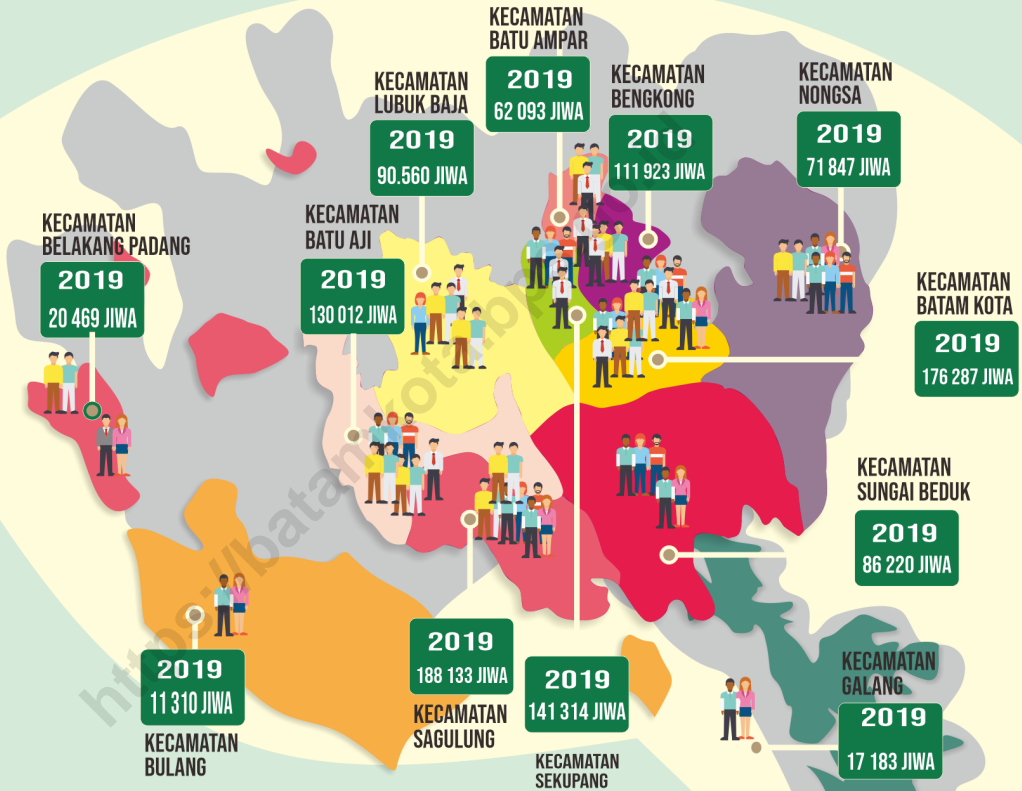 KECAMATAN
BATU AMPAR
2019
62 093 JIWA
KECAMATAN
LUBUK BAJA
2019
90.560 JIWA
KECAMATAN
BENGKONG
2019
111 923 JIWA
KECAMATAN
NONGSA
2019
71 847 JIWA
KECAMATAN
BELAKANG PADANG
2019
20 469 JIWA
KECAMATAN
BATU AJI
2019
130 012 JIWA
KECAMATAN
BATAM KOTA
2019
176 287 JIWA
KECAMATAN
SUNGAI BEDUK
2019
86 220 JIWA
2019
11 310 JIWA
KECAMATAN
BULANG
2019
188 133 JIWA
KECAMATAN
SAGULUNG
2019
141 314 JIWA
KECAMATAN
SEKUPANG
KECAMATAN
GALANG
2019
17 183 JIWA